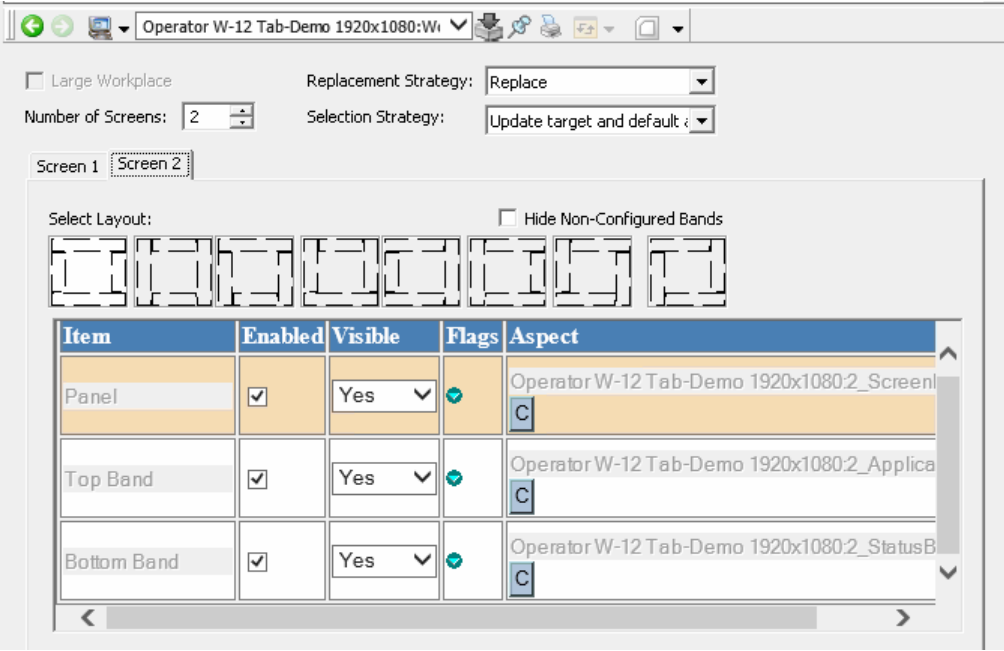 Operator W-12 Tab-Demo 1920x1080:W
Large Workplace
Replacement Strategy: Replace
Number of Screens: 2
Selection Strategy: Update target and default
Screen 1 Screen 2
Select Layout:
Hide Non-Configured Bands
Item Enabled Visible Flags Aspect
Panel Yes Operator W-12 Tab-Demo 1920x1080:2_Screen
C
Top Band Yes Operator W-12 Tab-Demo 1920x1080:2_Applica
C
Bottom Band Yes Operator W-12 Tab-Demo 1920x1080:2_StatusB
C